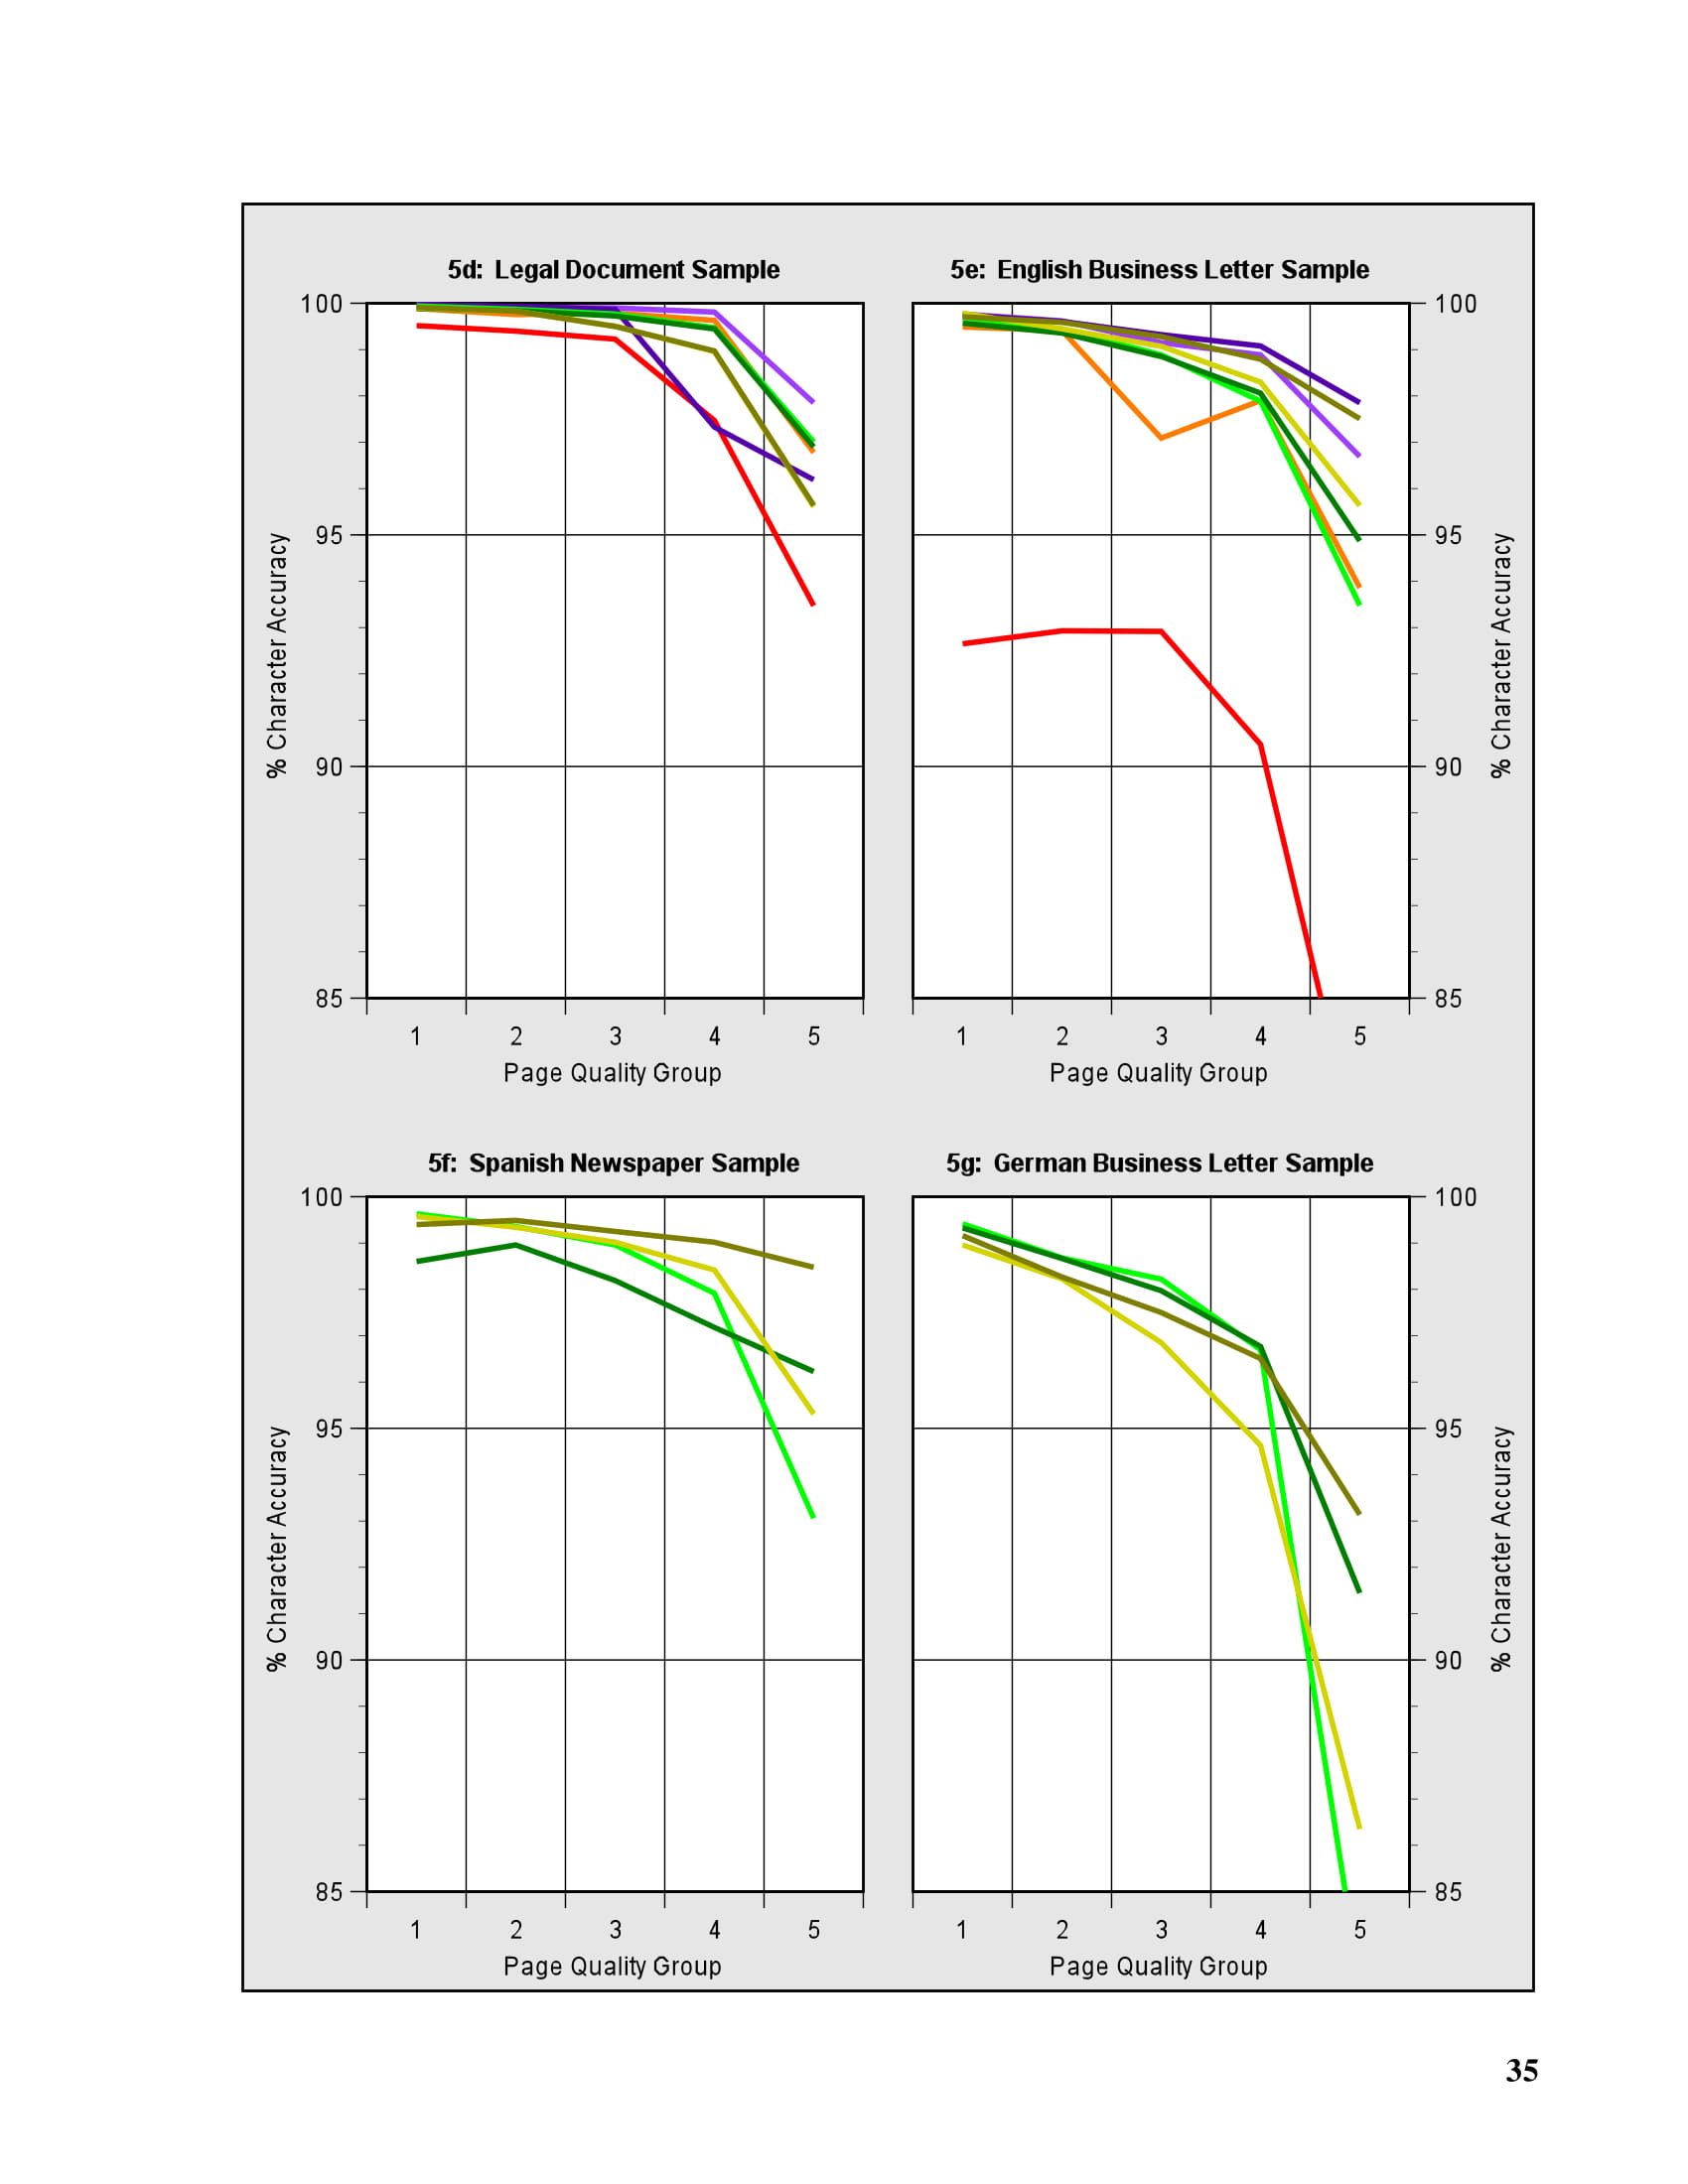 5d:  Legal Document Sample
100
95
90
85
% Character Accuracy
1 2 3 4 5
Page Quality Group
5e:  English Business Letter Sample
100
95
90
85
% Character Accuracy
1 2 3 4 5
Page Quality Group
5f:  Spanish Newspaper Sample
100
95
90
85
% Character Accuracy
1 2 3 4 5
Page Quality Group
5g:  German Business Letter Sample
100
95
90
85
% Character Accuracy
1 2 3 4 5
Page Quality Group
35